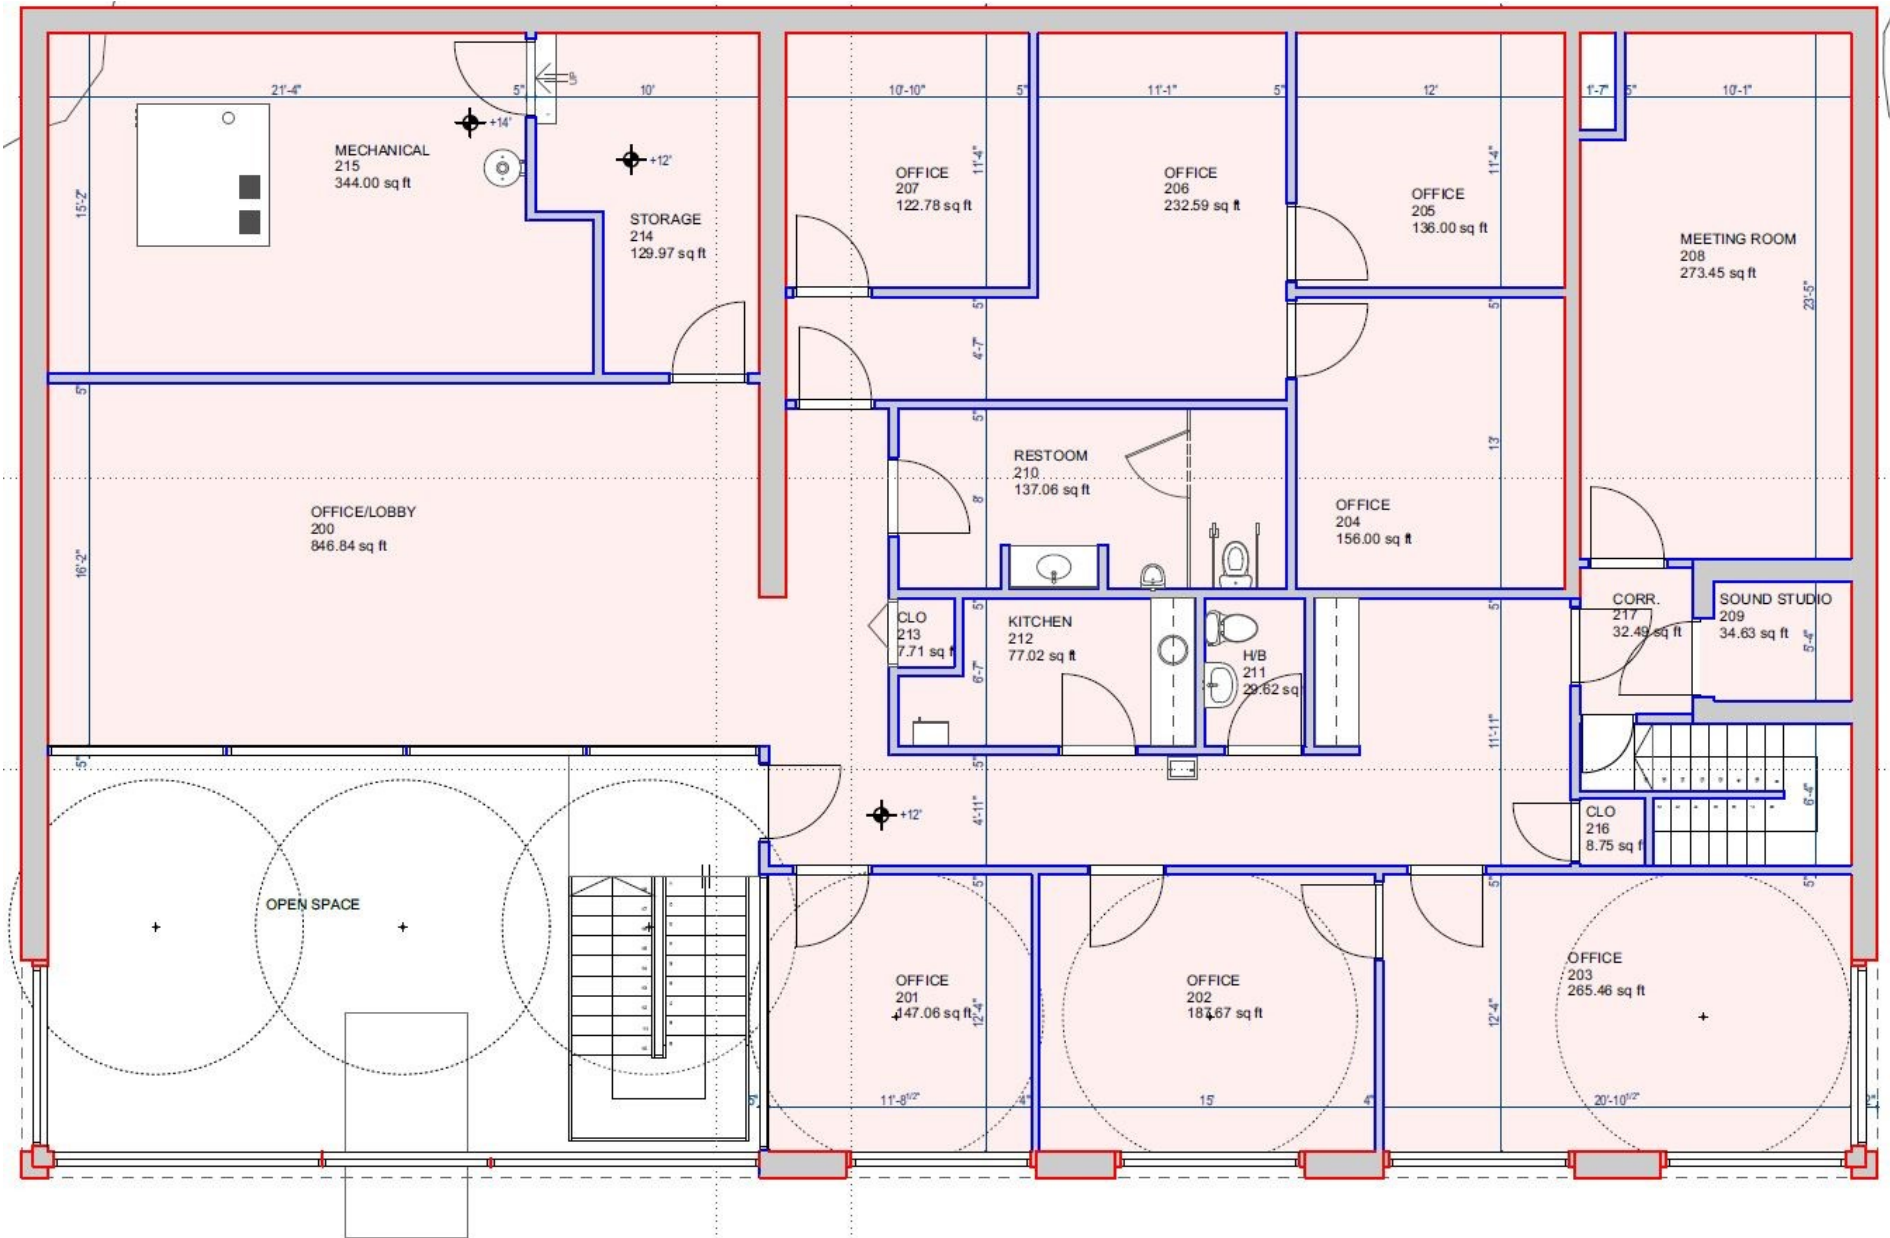 21'-4"
5"
10'
10'-10"
5"
11'-1"
5"
12'
1'-7"
5"
10'-1"
+14'
+12'
MECHANICAL
215
344.00 sq ft
15'-2"
STORAGE
214
129.97 sq ft
OFFICE
207
122.78 sq ft
11'-4"
OFFICE
206
232.59 sq ft
OFFICE
205
136.00 sq ft
11'-4"
MEETING ROOM
208
273.45 sq ft
23'-5"
5"
4'-7"
5"
5"
5"
OFFICE/LOBBY
200
846.84 sq ft
16'-2"
RESTOOM
210
137.06 sq ft
8'
13'
OFFICE
204
156.00 sq ft
CLO
213
7.71 sq f
KITCHEN
212
77.02 sq ft
5"
6'-7"
H/B
211
29.62 sq
5"
11'-11"
CORR.
217
32.49 sq ft
SOUND STUDIO
209
34.63 sq ft
5'-4"
5"
5"
4'-11"
+12'
6'-4"
CLO
216
8.75 sq f
OPEN SPACE
5"
5"
5"
OFFICE
201
147.06 sq ft
12'-4"
OFFICE
202
187.67 sq ft
12'-4"
OFFICE
203
265.46 sq ft
11'-8 1/2"
4"
15'
4"
20'-10 1/2"